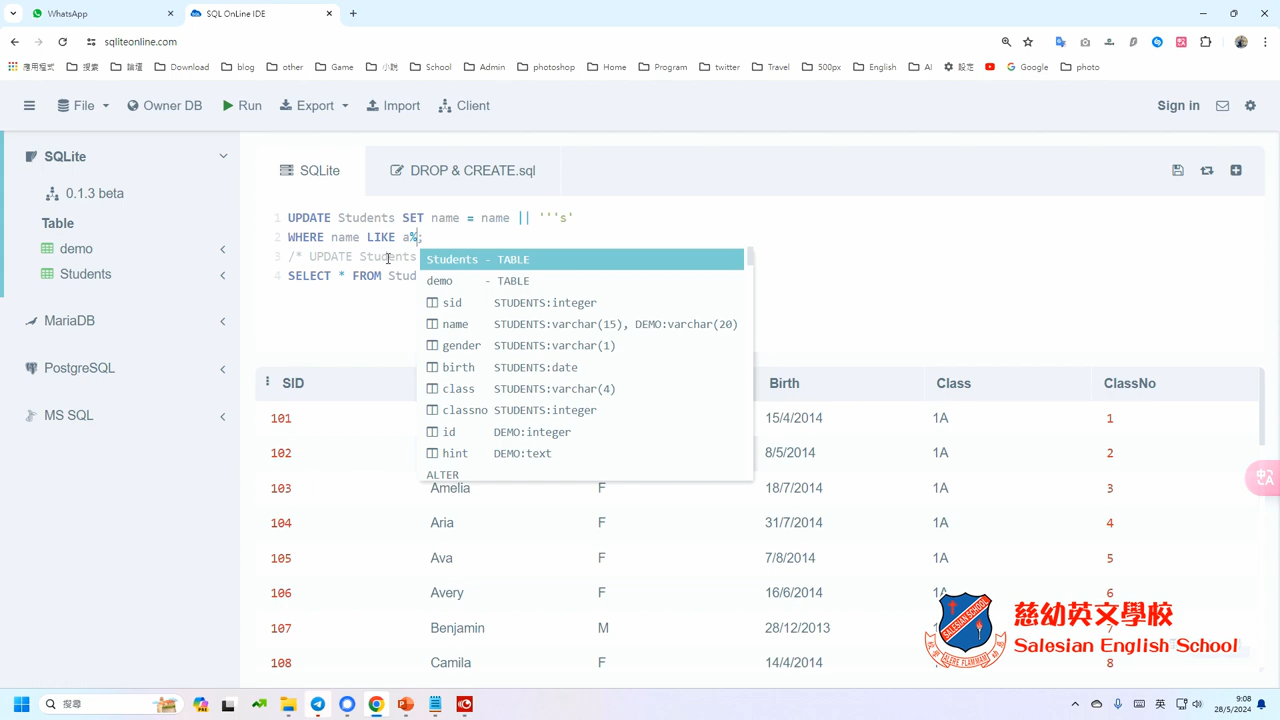 WhatsApp
SQL OnLine IDE
sqliteonline.com
應用程式 搜索 論壇 Download blog other Game 小說 School Admin photoshop Home Program twitter Travel 500px English AI 設定 Google photo
File Owner DB Run Export Import Client Sign in
SQLite
0.1.3 beta
Table
demo
Students
MariaDB
PostgreSQL
MS SQL
SQLite DROP & CREATE.sql
1 UPDATE Students SET name = name || '''s'
2 WHERE name LIKE a%;
3 /* UPDATE Students
4 SELECT * FROM Stud
Students - TABLE
demo - TABLE
sid STUDENTS:integer
name STUDENTS:varchar(15), DEMO:varchar(20)
gender STUDENTS:varchar(1)
birth STUDENTS:date
class STUDENTS:varchar(4)
classno STUDENTS:integer
id DEMO:integer
hint DEMO:text
ALTER
SID Birth Class ClassNo
101 15/4/2014 1A 1
102 8/5/2014 1A 2
103 Amelia F 18/7/2014 1A 3
104 Aria F 31/7/2014 1A 4
105 Ava F 7/8/2014 1A 5
106 Avery F 16/6/2014 1A
107 Benjamin M 28/12/2013 7
108 Camila F 14/4/2014 8
SALESIAN SCHOOL
慈幼英文學校
Salesian English School
搜尋
英
9:08
28/5/2024